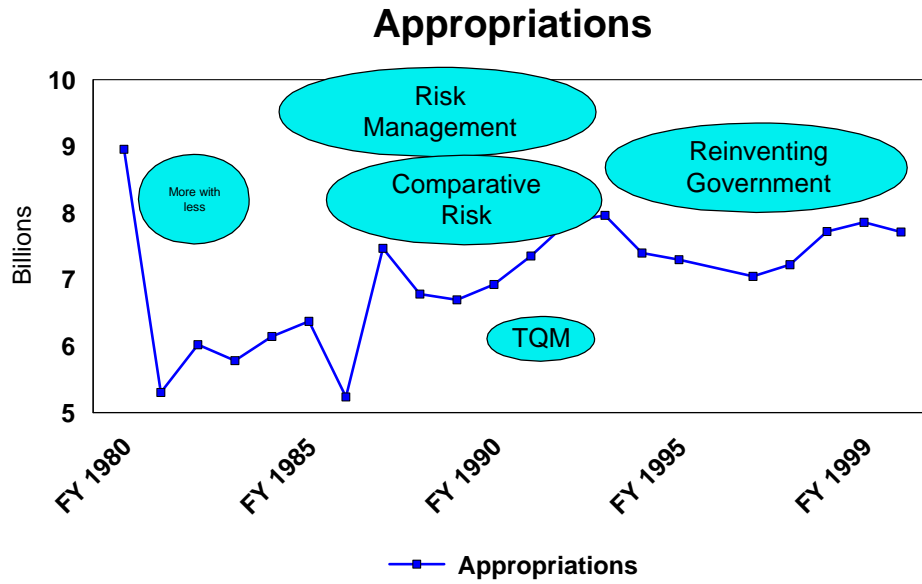 Appropriations
10
9
8
7
6
5
Billions
Risk
Management
More with
less
Comparative
Risk
Reinventing
Government
TQM
FY 1980
FY 1985
FY 1990
FY 1995
FY 1999
Appropriations